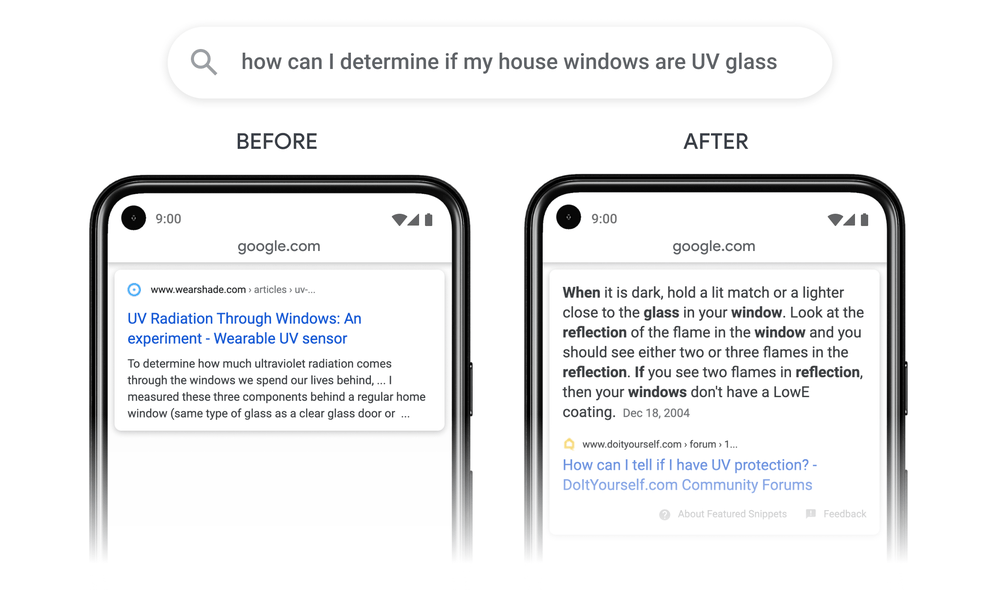 how can I determine if my house windows are UV glass
BEFORE
AFTER
9:00
google.com
www.wearshade.com › articles › uv-...
UV Radiation Through Windows: An
experiment - Wearable UV sensor
To determine how much ultraviolet radiation comes
through the windows we spend our lives behind, ... I
measured these three components behind a regular home
window (same type of glass as a clear glass door or ...
9:00
google.com
When it is dark, hold a lit match or a lighter
close to the glass in your window. Look at the
reflection of the flame in the window and you
should see either two or three flames in the
reflection. If you see two flames in reflection,
then your windows don't have a LowE
coating. Dec 18, 2004
www.doityourself.com › forum › 1...
How can I tell if I have UV protection? -
DoItYourself.com Community Forums
About Featured Snippets Feedback